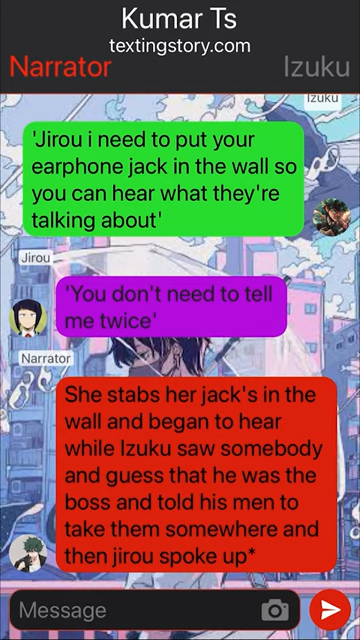 Kumar Ts
textingstory.com
Narrator
Izuku
Izuku
'Jirou i need to put your
earphone jack in the wall so
you can hear what they're
talking about'
Jirou
'You don't need to tell
me twice'
Narrator
She stabs her jack's in the
wall and began to hear
while Izuku saw somebody
and guess that he was the
boss and told his men to
take them somewhere and
then jirou spoke up*
Message